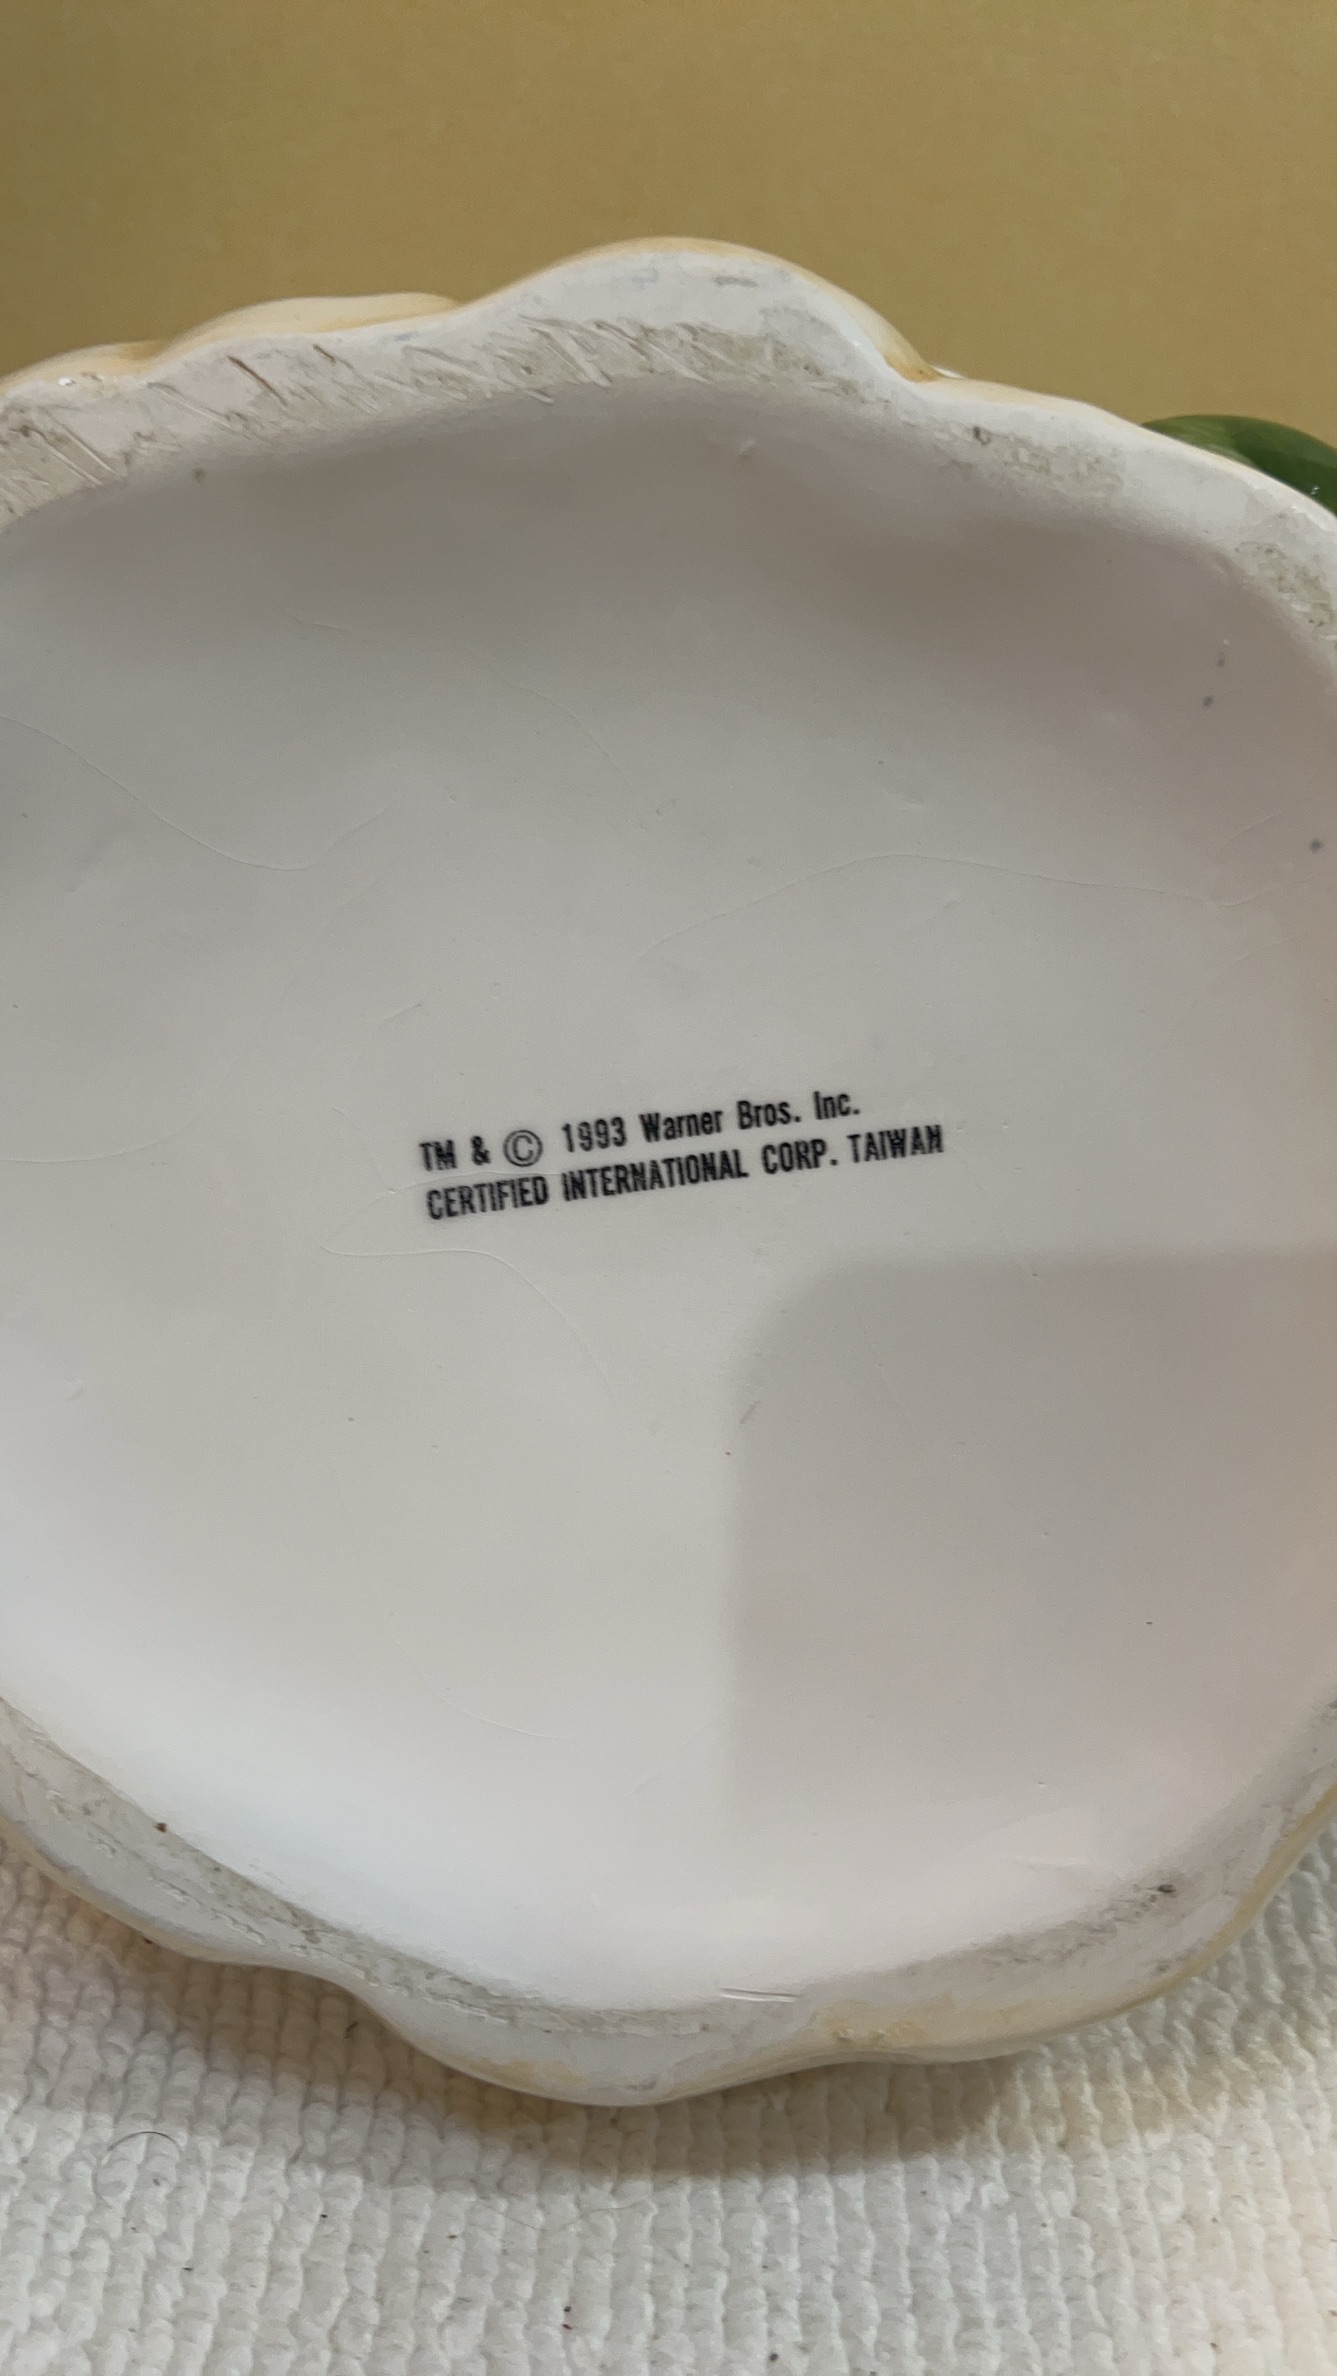 TM & © 1993 Warner Bros. Inc.
CERTIFIED INTERNATIONAL CORP. TAIWAN